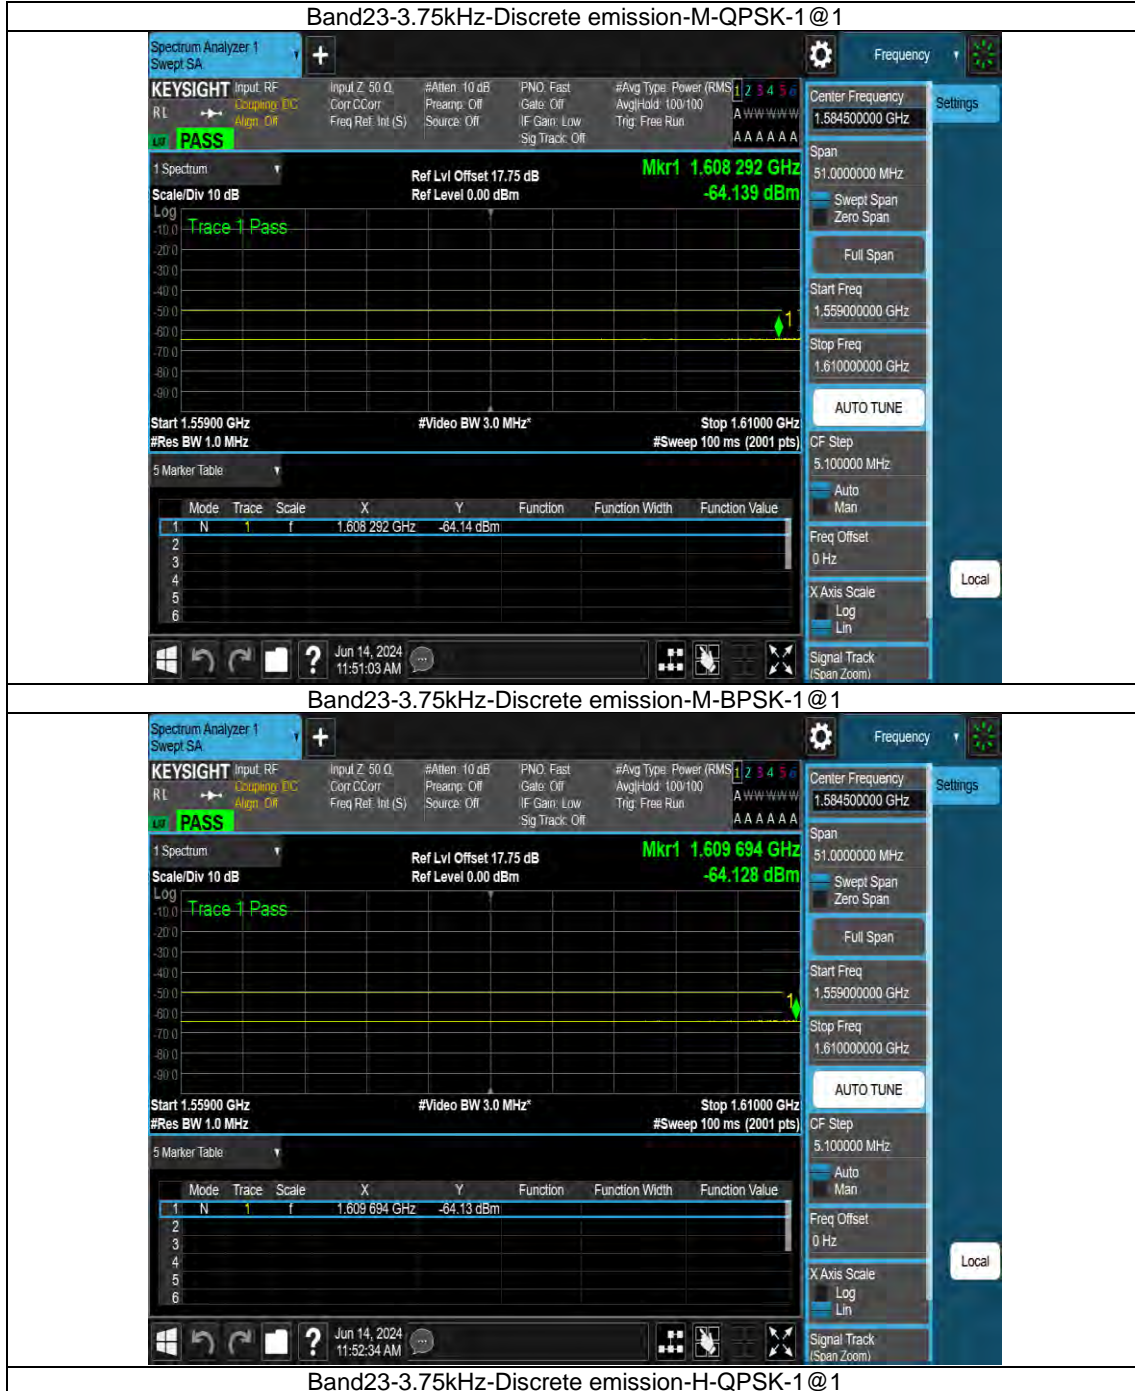 Band23-3.75kHz-Discrete emission-M-QPSK-1@1
Spectrum Analyzer 1
Swept SA
Frequency
KEYSIGHT
RL
Input: RF
Coupling: DC
Align: Off
Input Z: 50 Ω
Corr CCorr
Freq Ref: Int (S)
#Atten: 10 dB
Preamp: Off
Source: Off
PNO: Fast
Gate: Off
IF Gain: Low
Sig Track: Off
#Avg Type: Power (RMS
Avg|Hold: 100/100
Trig: Free Run
1 2 3 4 5 6
A W W W W W
A A A A A A
PASS
Center Frequency
1.584500000 GHz
Settings
Span
51.0000000 MHz
Swept Span
Zero Span
Full Span
Start Freq
1.559000000 GHz
Stop Freq
1.610000000 GHz
AUTO TUNE
CF Step
5.100000 MHz
Auto
Man
Freq Offset
0 Hz
X Axis Scale
Log
Lin
Signal Track
(Span Zoom)
Local
1 Spectrum
Scale/Div 10 dB
Ref Lvl Offset 17.75 dB
Ref Level 0.00 dBm
Mkr1 1.608 292 GHz
-64.139 dBm
Log
Trace 1 Pass
-10.0
-20.0
-30.0
-40.0
-50.0
-60.0
-70.0
-80.0
-90.0
1
Start 1.55900 GHz
#Res BW 1.0 MHz
#Video BW 3.0 MHz*
Stop 1.61000 GHz
#Sweep 100 ms (2001 pts)
5 Marker Table
Mode Trace Scale X Y Function Function Width Function Value
1 N 1 f 1.608 292 GHz -64.14 dBm
2
3
4
5
6
?
Jun 14, 2024
11:51:03 AM
Band23-3.75kHz-Discrete emission-M-BPSK-1@1
Spectrum Analyzer 1
Swept SA
Frequency
KEYSIGHT
RL
Input: RF
Coupling: DC
Align: Off
Input Z: 50 Ω
Corr CCorr
Freq Ref: Int (S)
#Atten: 10 dB
Preamp: Off
Source: Off
PNO: Fast
Gate: Off
IF Gain: Low
Sig Track: Off
#Avg Type: Power (RMS
Avg|Hold: 100/100
Trig: Free Run
1 2 3 4 5 6
A W W W W W
A A A A A A
PASS
Center Frequency
1.584500000 GHz
Settings
Span
51.0000000 MHz
Swept Span
Zero Span
Full Span
Start Freq
1.559000000 GHz
Stop Freq
1.610000000 GHz
AUTO TUNE
CF Step
5.100000 MHz
Auto
Man
Freq Offset
0 Hz
X Axis Scale
Log
Lin
Signal Track
(Span Zoom)
Local
1 Spectrum
Scale/Div 10 dB
Ref Lvl Offset 17.75 dB
Ref Level 0.00 dBm
Mkr1 1.609 694 GHz
-64.128 dBm
Log
Trace 1 Pass
-10.0
-20.0
-30.0
-40.0
-50.0
-60.0
-70.0
-80.0
-90.0
1
Start 1.55900 GHz
#Res BW 1.0 MHz
#Video BW 3.0 MHz*
Stop 1.61000 GHz
#Sweep 100 ms (2001 pts)
5 Marker Table
Mode Trace Scale X Y Function Function Width Function Value
1 N 1 f 1.609 694 GHz -64.13 dBm
2
3
4
5
6
?
Jun 14, 2024
11:52:34 AM
Band23-3.75kHz-Discrete emission-H-QPSK-1@1